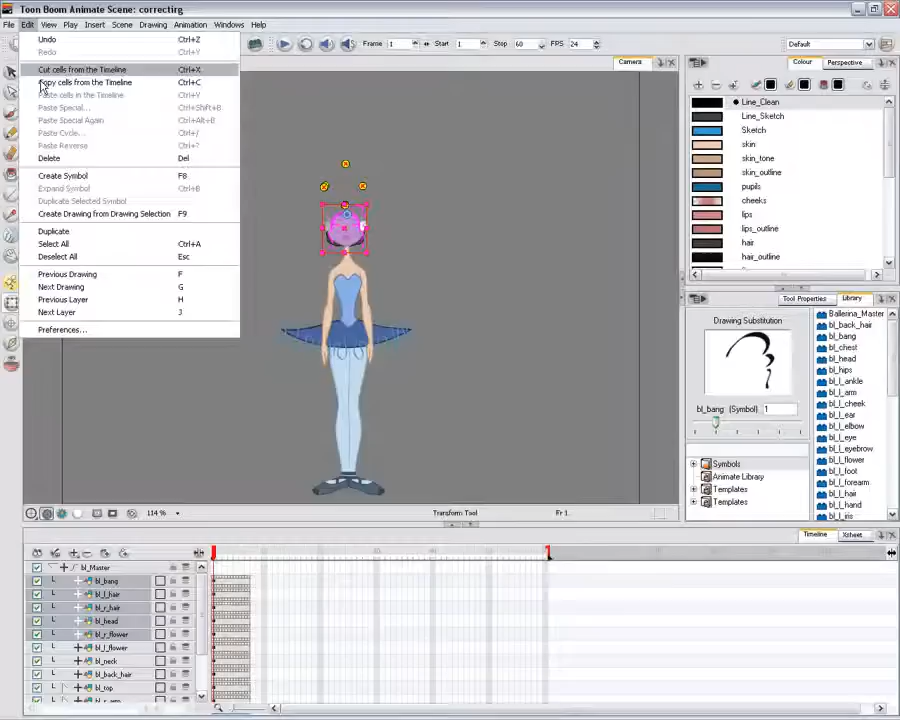 Toon Boom Animate Scene: correctirg
File Edit View Play Insert Scene Drawing Animation Windows Help
Frame 1 Start 1 Stop 60 FPS 24 Default
Undo Ctrl+Z
Redo Ctrl+Y
Cut cells from the Timeline Ctrl+X
Copy cells from the Timeline Ctrl+C
Paste cells in the Timeline Ctrl+V
Paste Special... Ctrl+Shift+B
Paste Special Again Ctrl+Alt+B
Paste Cycle... Ctrl+/
Paste Reverse Ctrl+?
Delete Del
Create Symbol F8
Expand Symbol Ctrl+B
Duplicate Selected Symbol
Create Drawing from Drawing Selection F9
Duplicate
Select All Ctrl+A
Deselect All Esc
Previous Drawing F
Next Drawing G
Previous Layer H
Next Layer J
Preferences...
Camera
Colour Perspective
Line_Clean
Line_Sketch
Sketch
skin
skin_tone
skin_outline
pupils
cheeks
lips
lips_outline
hair
hair_outline
Tool Properties Library
Drawing Substitution
bl_bang (Symbol) 1
Symbols
Animate Library
Templates
Templates
Ballerina_Master
bl_back_hair
bl_bang
bl_chest
bl_head
bl_hips
bl_l_ankle
bl_l_arm
bl_l_cheek
bl_l_ear
bl_l_elbow
bl_l_eye
bl_l_eyebrow
bl_l_flower
bl_l_foot
bl_l_forearm
bl_l_hair
bl_l_hand
bl_l_iris
114 % Transform Tool Fr 1
Timeline Xsheet
bl_Master
bl_bang
bl_l_hair
bl_r_hair
bl_head
bl_r_flower
bl_l_flower
bl_neck
bl_back_hair
bl_top
bl_r_arm